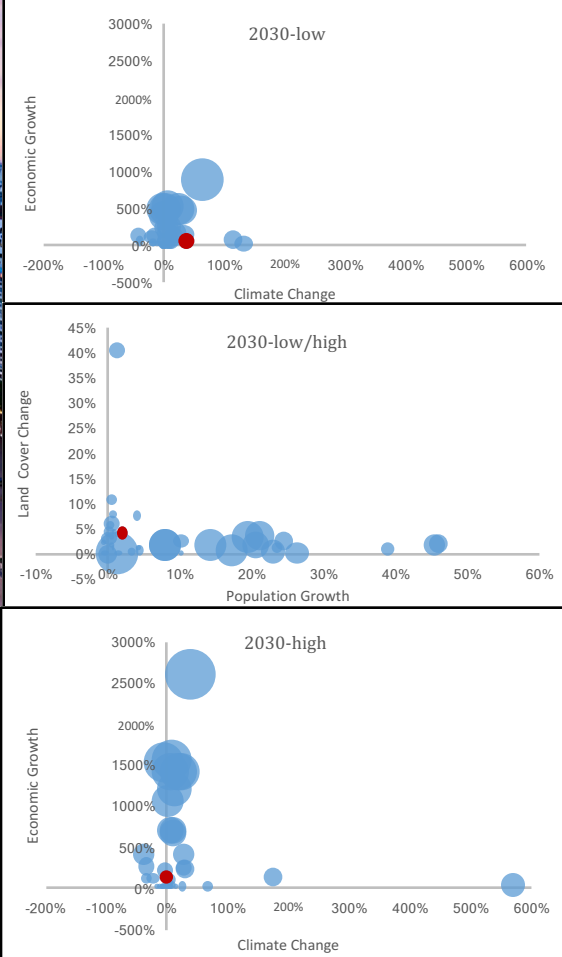 2030-low
3000%
2500%
2000%
1500%
1000%
500%
0%
-500%
-200% -100% 0% 100% 200% 300% 400% 500% 600%
Economic Growth
Climate Change
2030-low/high
45%
40%
35%
30%
25%
20%
15%
10%
5%
0%
-5%
-10% 0% 10% 20% 30% 40% 50% 60%
Land Cover Change
Population Growth
2030-high
3000%
2500%
2000%
1500%
1000%
500%
0%
-500%
-200% -100% 0% 100% 200% 300% 400% 500% 600%
Economic Growth
Climate Change